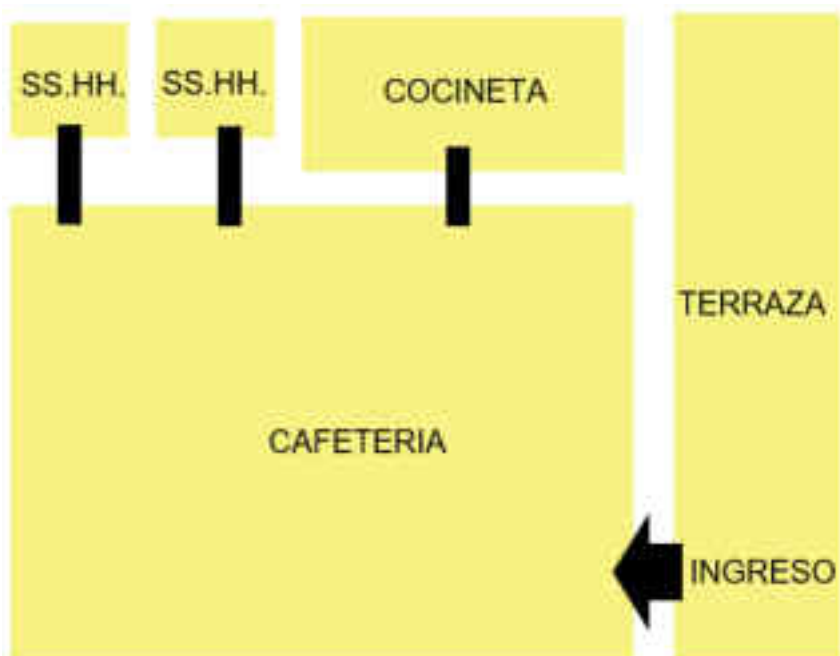 SS.HH.
SS.HH.
COCINETA
TERRAZA
CAFETERIA
INGRESO